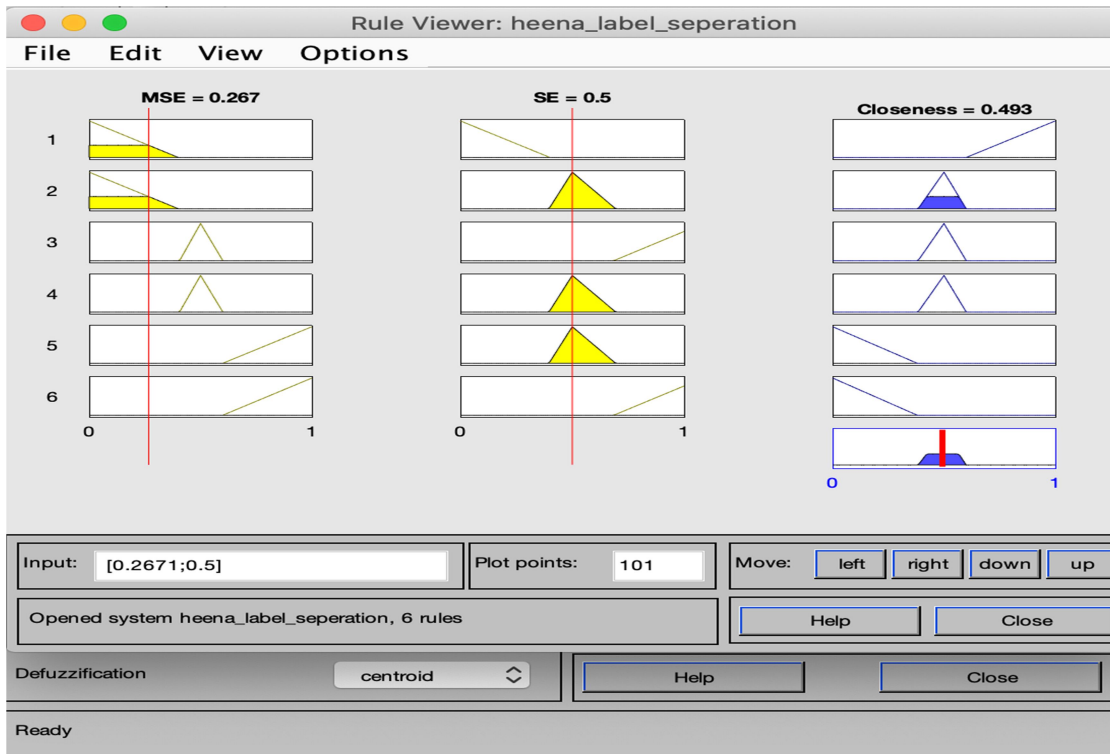 Rule Viewer: heena_label_seperation
File Edit View Options
MSE = 0.267
SE = 0.5
Closeness = 0.493
1
2
3
4
5
6
0 1
0 1
0 1
Input: [0.2671;0.5]
Plot points: 101
Move: left right down up
Opened system heena_label_seperation, 6 rules
Help Close
Defuzzification centroid
Help Close
Ready